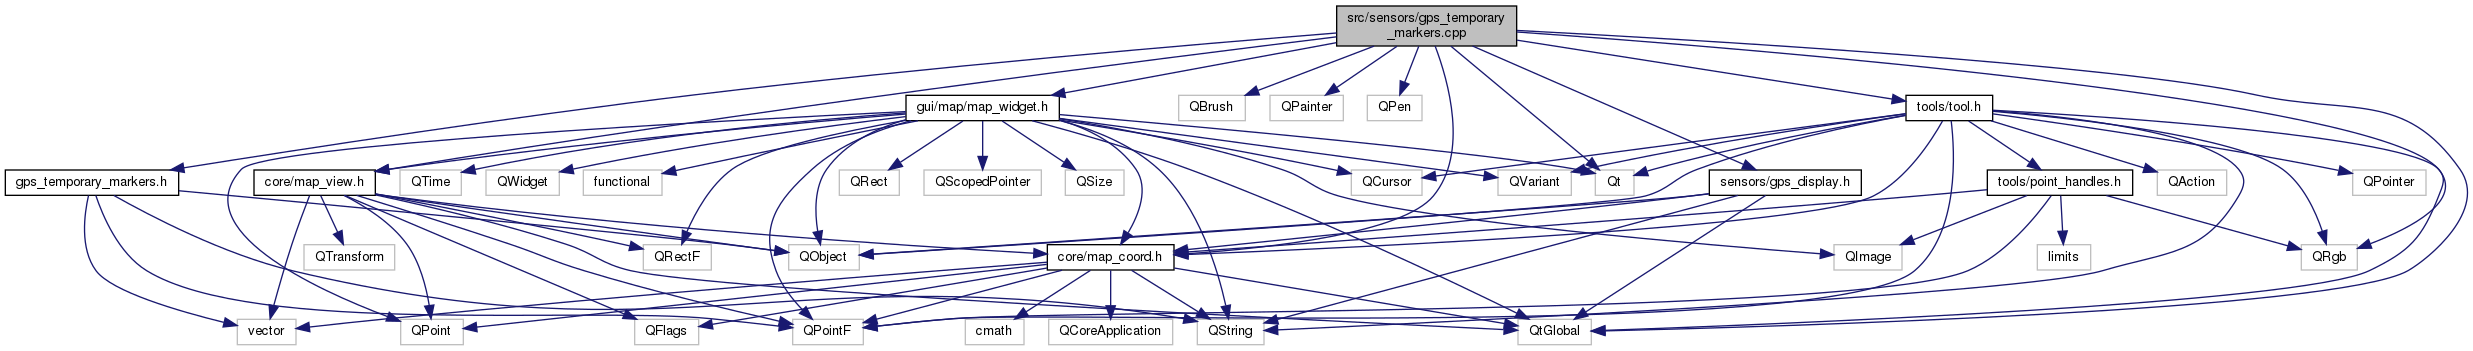 src/sensors/gps_temporary
_markers.cpp
gui/map/map_widget.h
QBrush
QPainter
QPen
tools/tool.h
gps_temporary_markers.h
core/map_view.h
QTime
QWidget
functional
QRect
QScopedPointer
QSize
QCursor
QVariant
Qt
sensors/gps_display.h
tools/point_handles.h
QAction
QPointer
QTransform
QRectF
QObject
core/map_coord.h
QImage
limits
QRgb
vector
QPoint
QFlags
QPointF
cmath
QCoreApplication
QString
QtGlobal